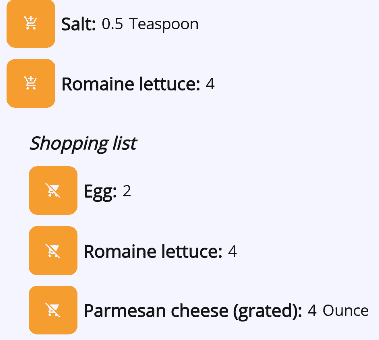 Salt: 0.5 Teaspoon
Romaine lettuce: 4
Shopping list
Egg: 2
Romaine lettuce: 4
Parmesan cheese (grated): 4 Ounce